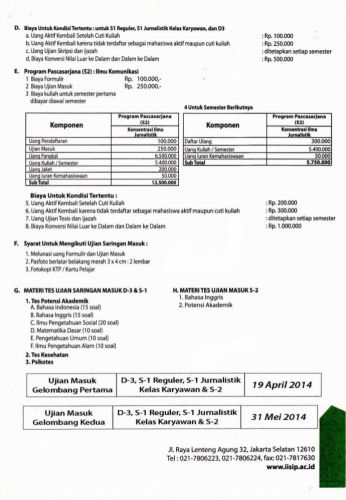 D. Biaya Untuk Kondisi Tertentu : untuk S1 Reguler, S1 Jurnalistik Kelas Karyawan, dan D3
a. Uang Aktif Kembali Setelah Cuti Kuliah : Rp. 100.000
b. Uang Aktif Kembali karena tidak terdaftar sebagai mahasiswa aktif maupun cuti kuliah : Rp. 250.000
c. Uang Ujian Skripsi dan ijazah : ditetapkan setiap semester
d. Biaya Konversi Nilai Luar ke Dalam dan Dalam ke Dalam : Rp. 500.000
E. Program Pascasarjana (S2) : Ilmu Komunikasi
1 Biaya Formulir Rp. 100.000,-
2 Biaya Ujian Masuk Rp. 250.000,-
3 Biaya kuliah untuk semester pertama
dibayar diawal semester
4 Untuk Semester Berikutnya
Komponen Program Pascasarjana (S2)
Konsentrasi Ilmu Jurnalistik
Uang Pendaftaran 100.000
Ujian Masuk 250.000
Uang Pangkal 6.500.000
Uang Kuliah / Semester 5.400.000
Uang Jaket 200.000
Uang Iuran Kemahasiswaan 50.000
Sub Total 12.500.000
Komponen Program Pascasarjana (S2)
Konsentrasi Ilmu Jurnalistik
Daftar Ulang 300.000
Uang Kuliah / Semester 5.400.000
Uang Iuran Kemahasiswaan 50.000
Sub Total 5.750.000
Biaya Untuk Kondisi Tertentu :
5. Uang Aktif Kembali Setelah Cuti Kuliah : Rp. 200.000
6. Uang Aktif Kembali karena tidak terdaftar sebagai mahasiswa aktif maupun cuti kuliah : Rp. 300.000
7. Uang Ujian Tesis dan ijazah : ditetapkan setiap semester
8. Biaya Konversi Nilai Luar ke Dalam dan Dalam ke Dalam : Rp. 1.000.000
F. Syarat Untuk Mengikuti Ujian Saringan Masuk :
1. Melunasi uang Formulir dan Ujian Masuk
2. Pasfoto berlatar belakang merah 3 x 4 cm : 2 lembar
3. Fotokopi KTP / Kartu Pelajar
G. MATERI TES UJIAN SARINGAN MASUK D-3 & S-1
1. Tes Potensi Akademik
A. Bahasa Indonesia (15 soal)
B. Bahasa Inggris (15 soal)
C. Ilmu Pengetahuan Sosial (20 soal)
D. Matematika Dasar (10 soal)
E. Pengetahuan Umum (10 soal)
F. Ilmu Pengetahuan Alam (10 soal)
2. Tes Kesehatan
3. Psikotes
H. MATERI TES UJIAN MASUK S-2
1. Bahasa Inggris
2. Potensi Akademik
Ujian Masuk Gelombang Pertama D-3, S-1 Reguler, S-1 Jurnalistik Kelas Karyawan & S-2 19 April 2014
Ujian Masuk Gelombang Kedua D-3, S-1 Reguler, S-1 Jurnalistik Kelas Karyawan & S-2 31 Mei 2014
Jl. Raya Lenteng Agung 32, Jakarta Selatan 12610
Tel : 021-7806223, 021-7806224, fax: 021-7817630
www.iisip.ac.id